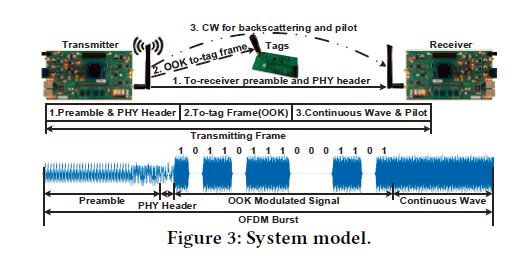 3. CW for backscattering and pilot
Transmitter
Tags
Receiver
2. OOK to-tag frame
1. To-receiver preamble and PHY header
1.Preamble & PHY Header 2.To-tag Frame(OOK) 3.Continuous Wave & Pilot
Transmitting Frame
1 0 1 0 1 1 0 0 0 1 0 1
Preamble PHY Header OOK Modulated Signal Continuous Wave
OFDM Burst
Figure 3: System model.